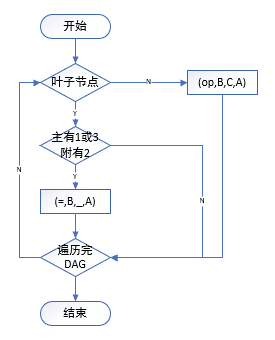 开始
叶子节点
N
(op,B,C,A)
Y
主有1或3
附有2
Y
N
N
(=,B,_,A)
遍历完
DAG
结束